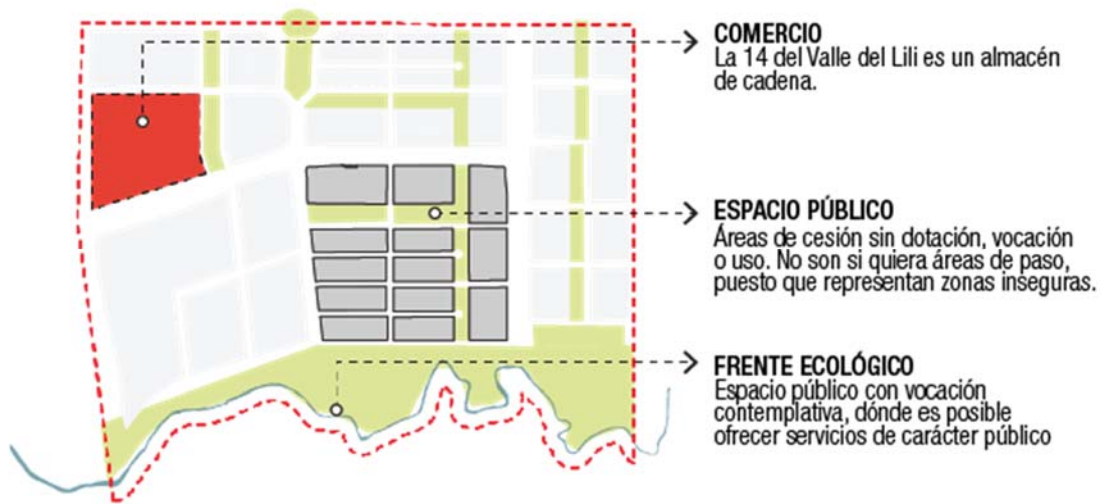 COMERCIO
La 14 del Valle del Lili es un almacén
de cadena.
ESPACIO PÚBLICO
Áreas de cesión sin dotación, vocación
o uso. No son si quiera áreas de paso,
puesto que representan zonas inseguras.
FRENTE ECOLÓGICO
Espacio público con vocación
contemplativa, dónde es posible
ofrecer servicios de carácter público